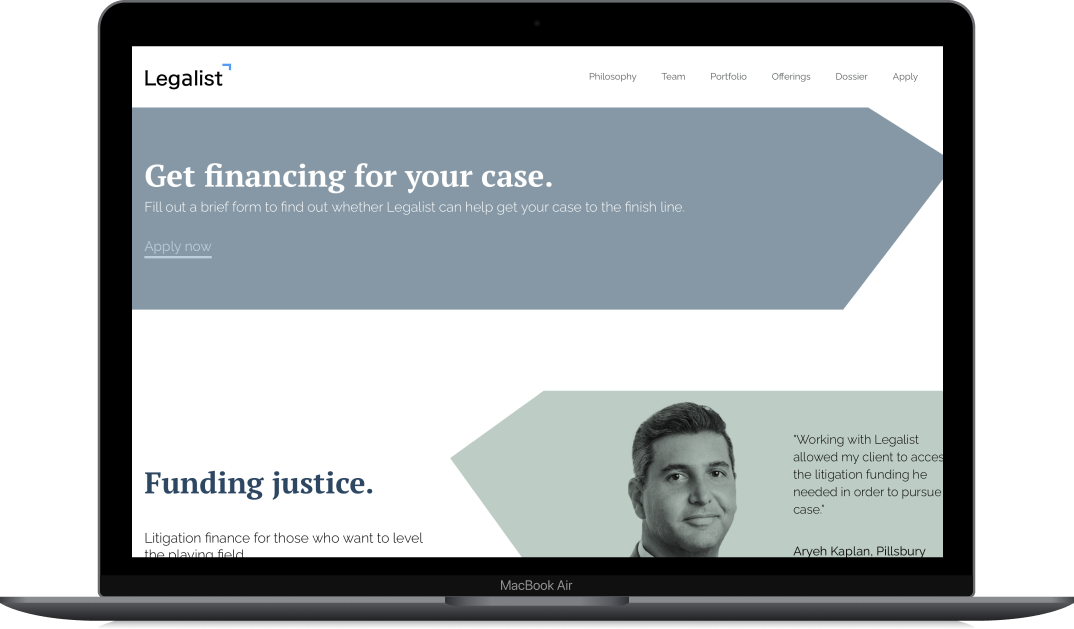 Legalist
Philosophy Team Portfolio Offerings Dossier Apply
Get financing for your case.
Fill out a brief form to find out whether Legalist can help get your case to the finish line.
Apply now
Funding justice.
Litigation finance for those who want to level
the playing field
"Working with Legalist
allowed my client to acces
the litigation funding he
needed in order to pursue
case."
Aryeh Kaplan, Pillsbury
MacBook Air